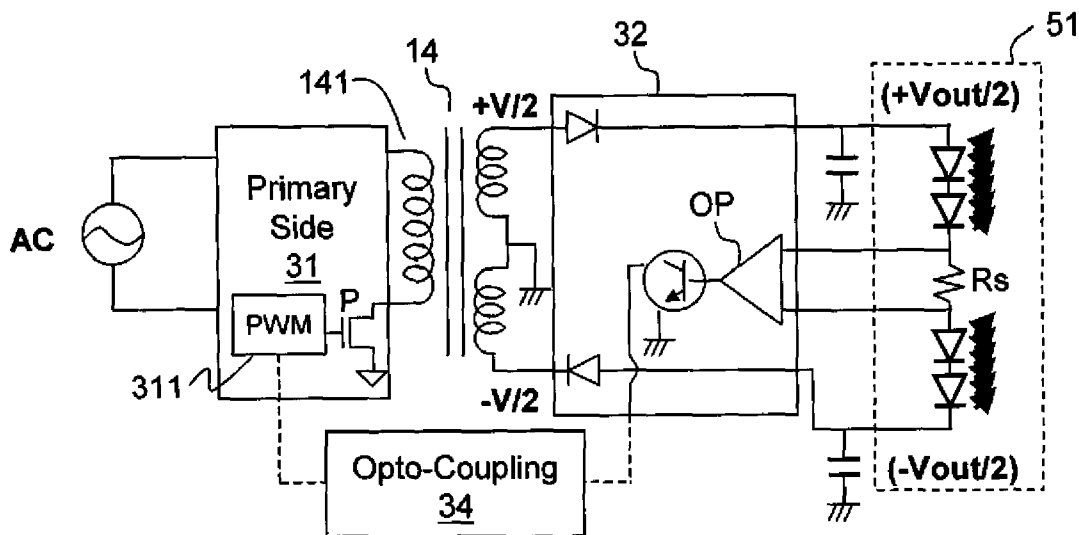 51
14
32
141
+V/2
(+Vout/2)
Primary
Side
31
OP
AC
P
Rs
PWM
311
-V/2
(-Vout/2)
Opto-Coupling
34